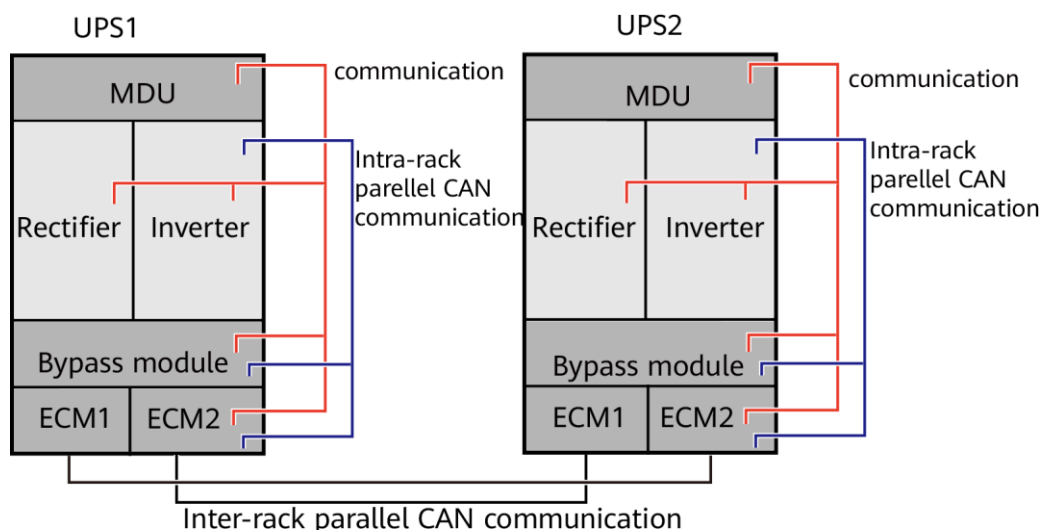 UPS1
UPS2
MDU
communication
MDU
communication
Rectifier
Inverter
Intra-rack
parellel CAN
communication
Rectifier
Inverter
Intra-rack
parellel CAN
communication
Bypass module
Bypass module
ECM1
ECM2
ECM1
ECM2
Inter-rack parallel CAN communication